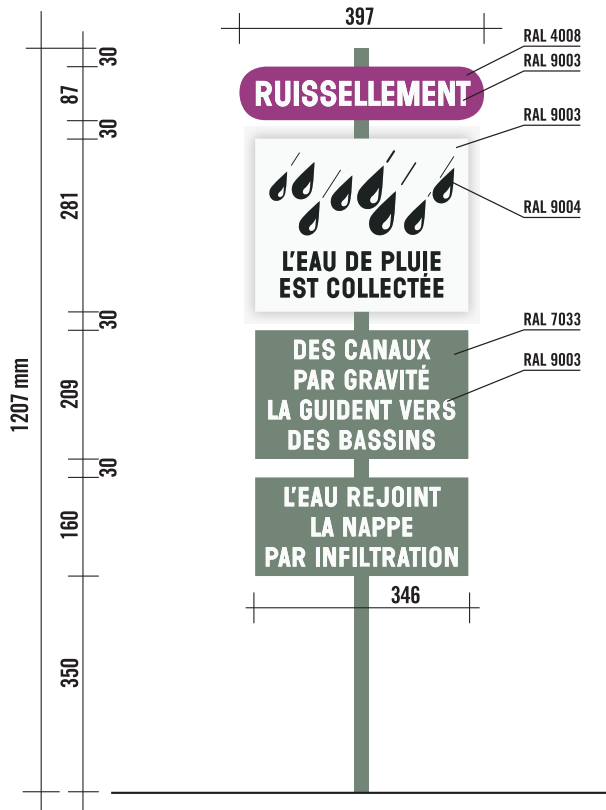 397
RAL 4008
RAL 9003
30
87
RUISSELLEMENT
30
RAL 9003
281
RAL 9004
L'EAU DE PLUIE
EST COLLECTÉE
30
RAL 7033
DES CANAUX
PAR GRAVITÉ
LA GUIDENT VERS
DES BASSINS
RAL 9003
1207 mm
209
30
160
L'EAU REJOINT
LA NAPPE
PAR INFILTRATION
346
350